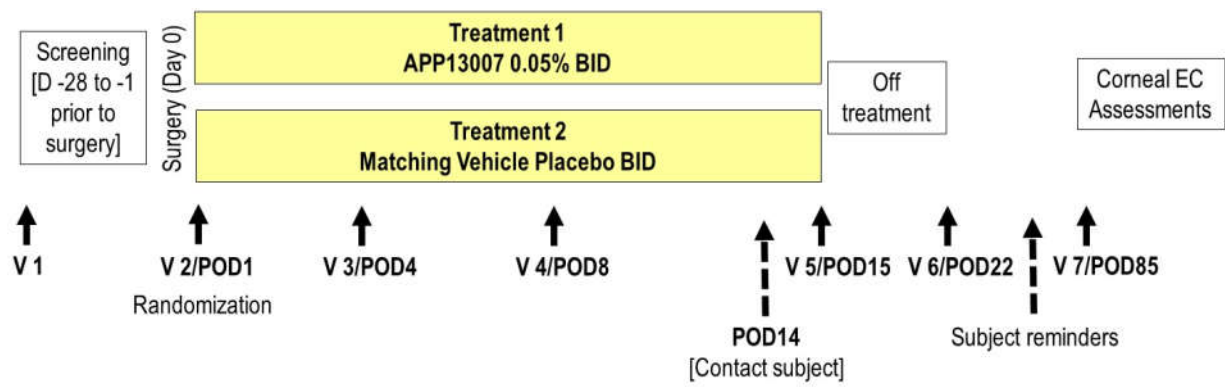 Screening
[D -28 to -1
prior to
surgery]
Surgery (Day 0)
Treatment 1
APP13007 0.05% BID
Treatment 2
Matching Vehicle Placebo BID
Off
treatment
Corneal EC
Assessments
V 1
V 2/POD1
Randomization
V 3/POD4
V 4/POD8
POD14
[Contact subject]
V 5/POD15
V 6/POD22
Subject reminders
V 7/POD85